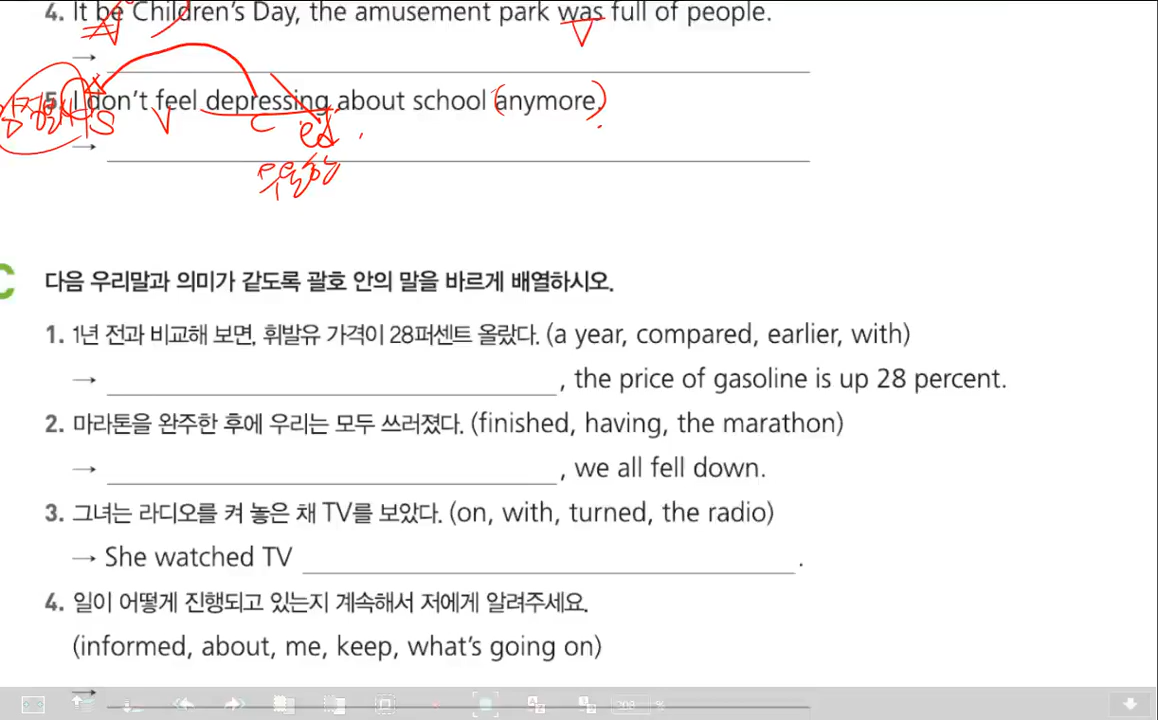 4. It be Children's Day, the amusement park was full of people.
→
5. I don't feel depressing about school anymore.
S V C ed
→
우울한
C 다음 우리말과 의미가 같도록 괄호 안의 말을 바르게 배열하시오.
1. 1년 전과 비교해 보면, 휘발유 가격이 28퍼센트 올랐다. (a year, compared, earlier, with)
→ , the price of gasoline is up 28 percent.
2. 마라톤을 완주한 후에 우리는 모두 쓰러졌다. (finished, having, the marathon)
→ , we all fell down.
3. 그녀는 라디오를 켜 놓은 채 TV를 보았다. (on, with, turned, the radio)
→ She watched TV .
4. 일이 어떻게 진행되고 있는지 계속해서 저에게 알려주세요.
(informed, about, me, keep, what's going on)
→
208 %